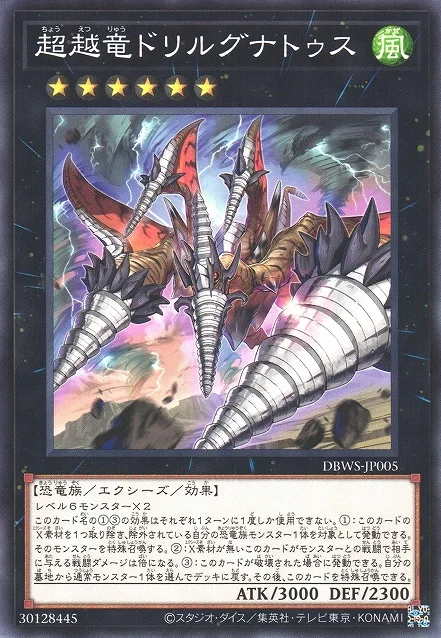 超越竜ドリルグナトゥス
風
DBWS-JP005
【恐竜族／エクシーズ／効果】
レベル６モンスター×２
このカード名の①③の効果はそれぞれ１ターンに１度しか使用できない。①：このカードの
X素材を１つ取り除き、除外されている自分の恐竜族モンスター１体を対象として発動できる。
そのモンスターを特殊召喚する。②：X素材が無いこのカードがモンスターとの戦闘で相手
に与える戦闘ダメージは倍になる。③：このカードが破壊された場合に発動できる。自分の
墓地から通常モンスター１体を選んでデッキに戻す。その後、このカードを特殊召喚できる。
ATK/3000 DEF/2300
30128445
©スタジオ・ダイス／集英社・テレビ東京・KONAMI